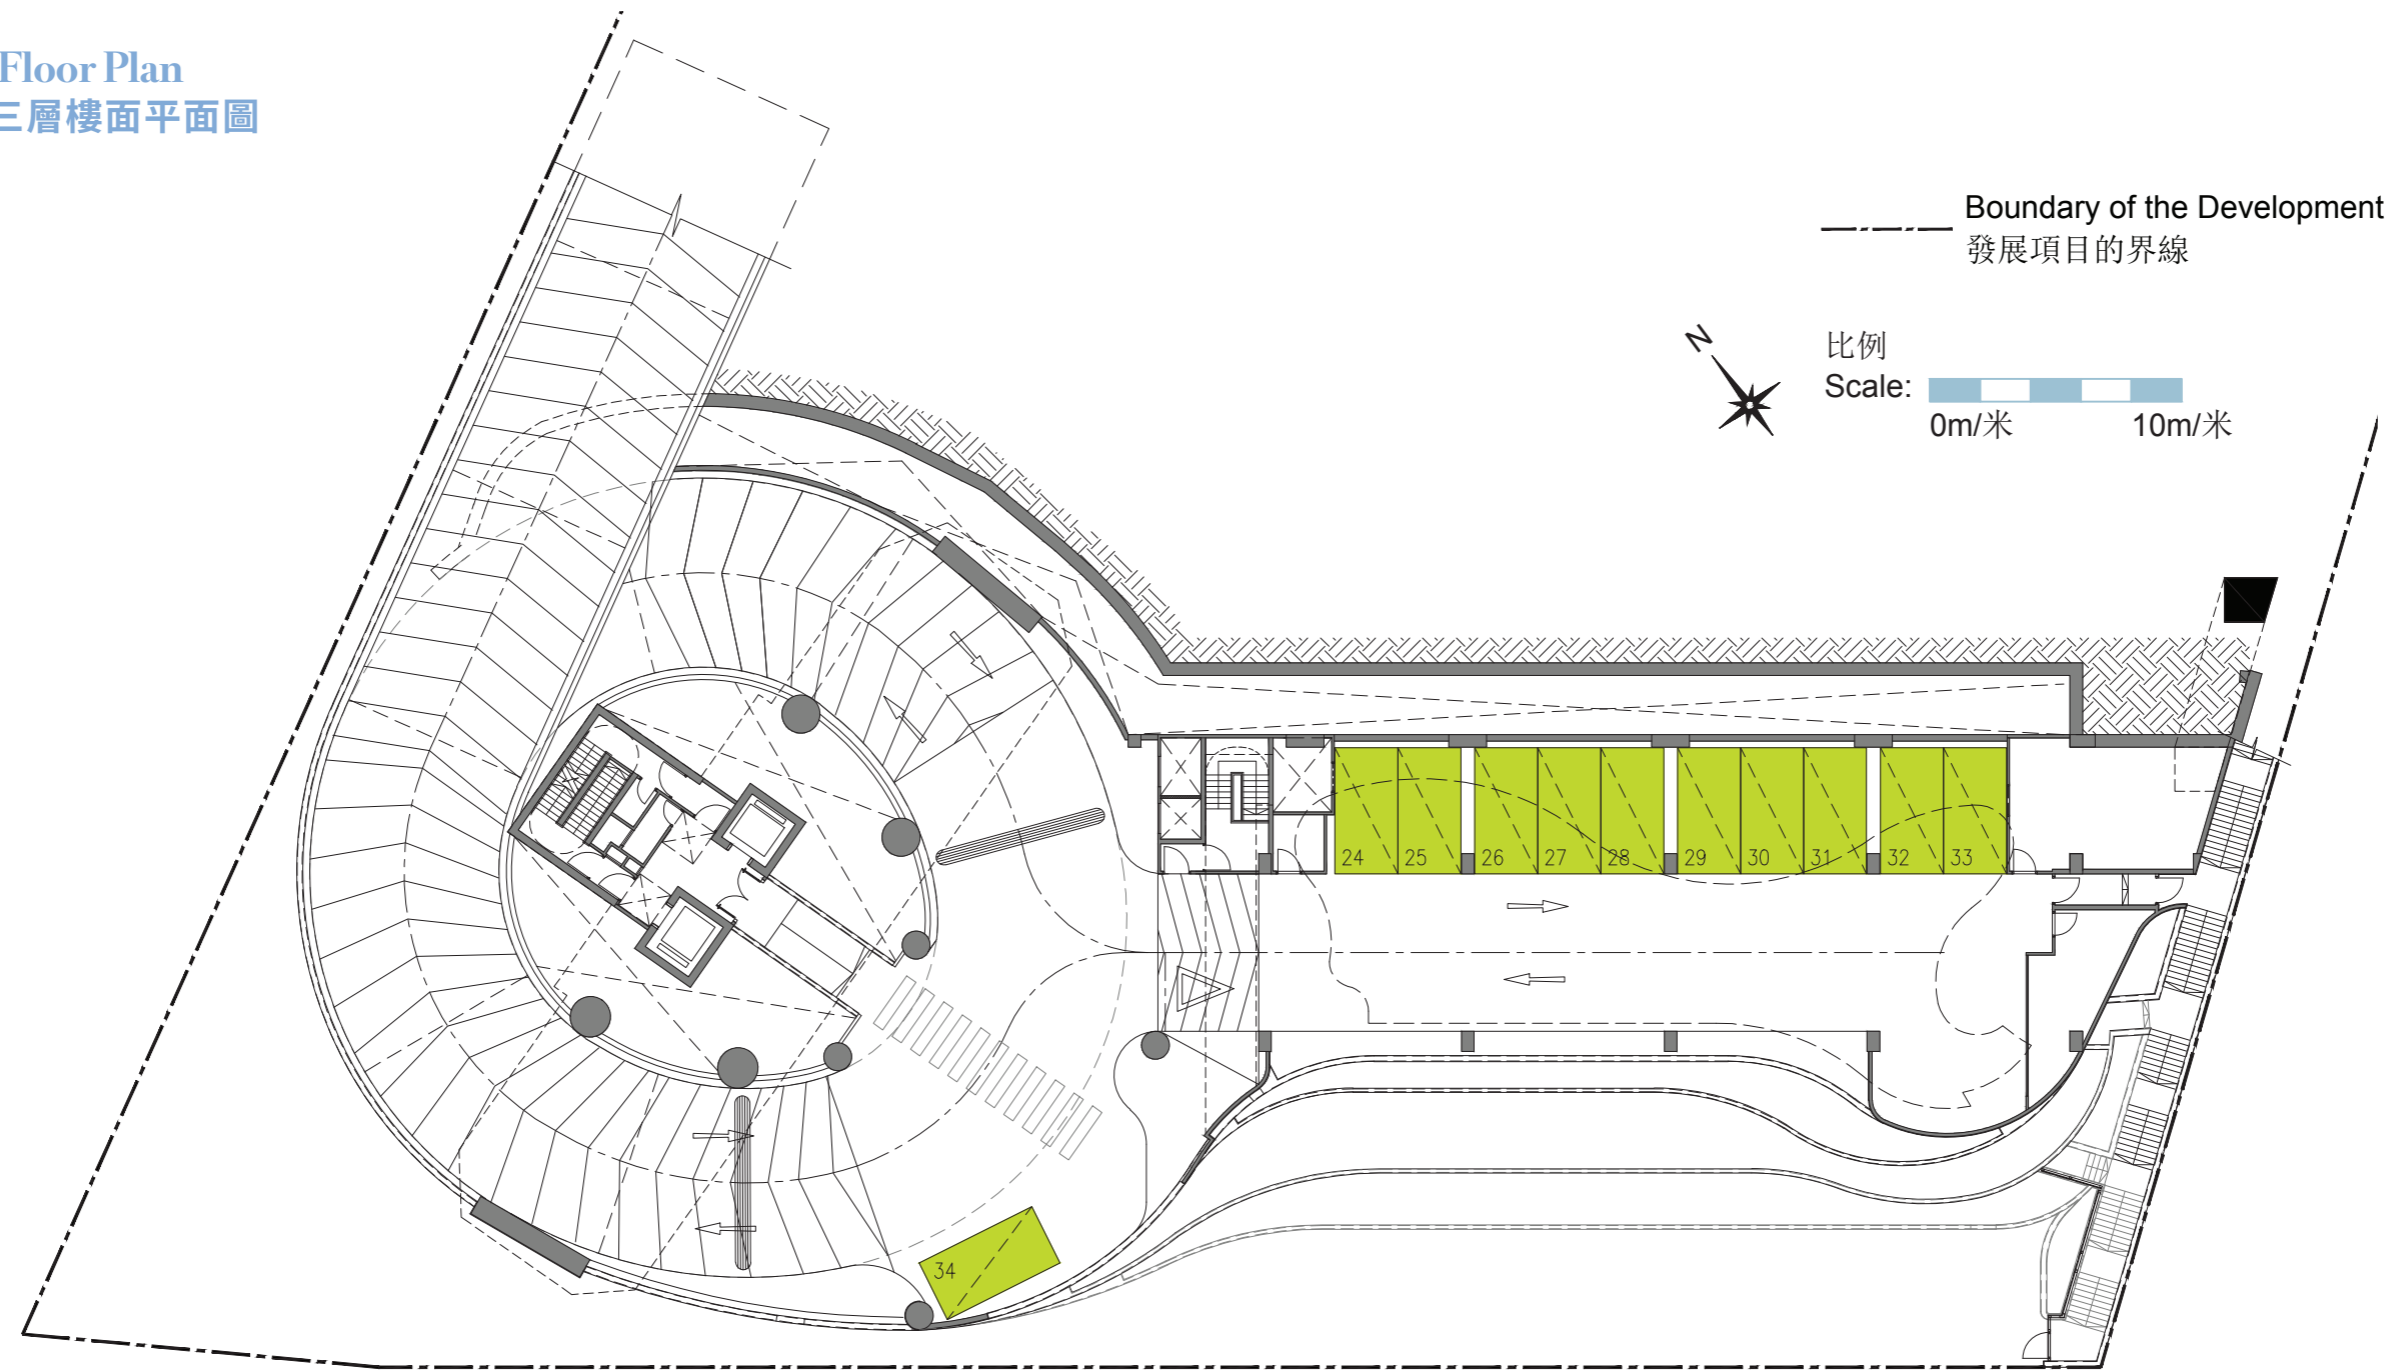 Floor Plan
三層樓面平面圖
Boundary of the Development
發展項目的界線
N
比例
Scale:
0m/米 10m/米
24 25 26 27 28 29 30 31 32 33
34